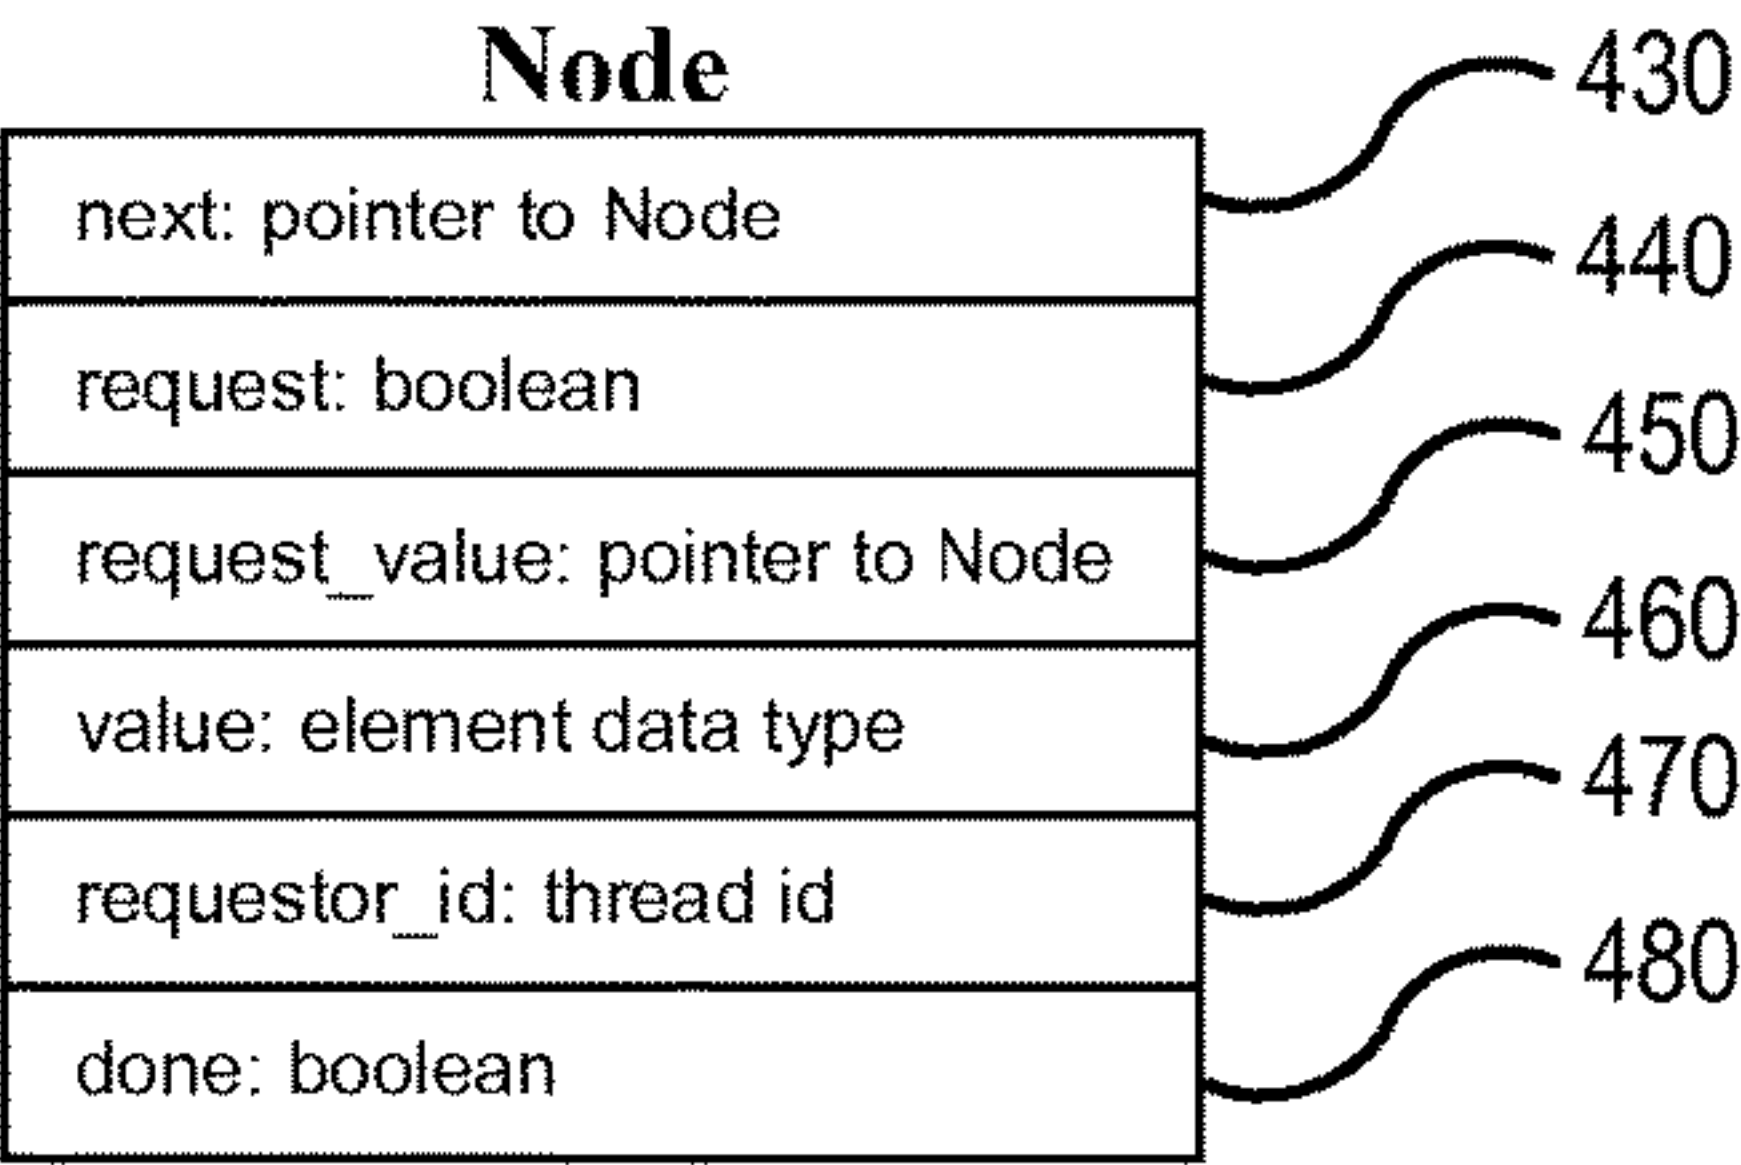 Node
430
next: pointer to Node
440
request: boolean
450
request_value: pointer to Node
460
value: element data type
470
requestor_id: thread id
480
done: boolean